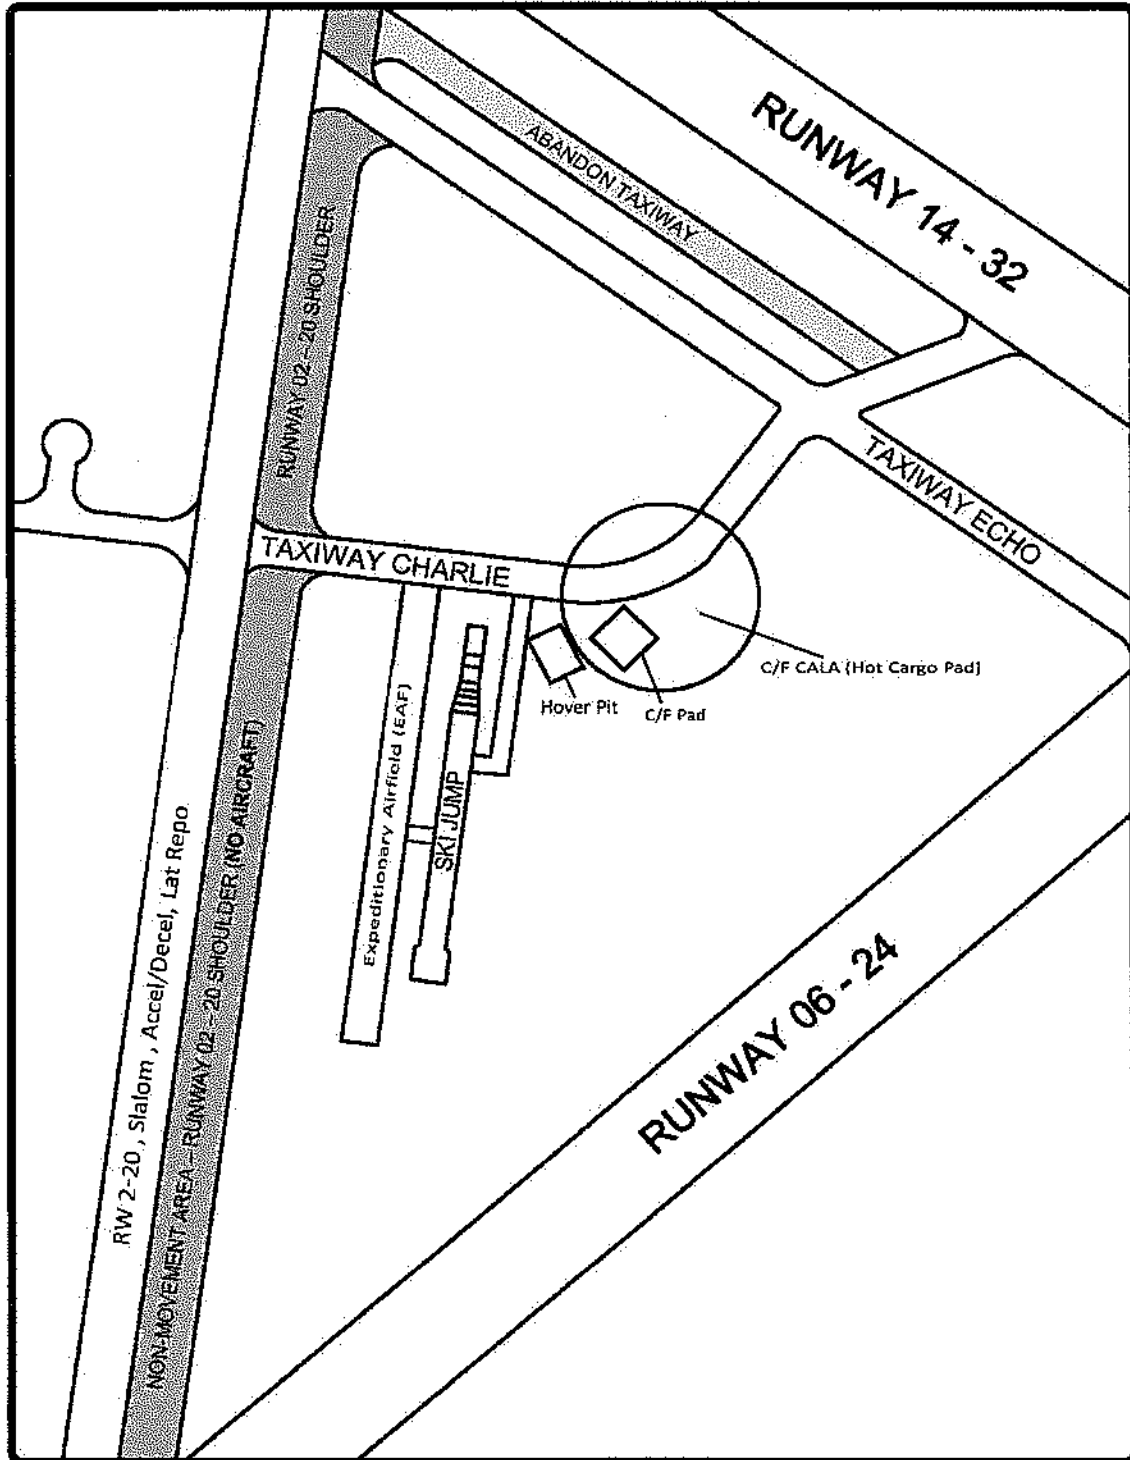 RUNWAY 14 - 32
ABANDON TAXIWAY
RUNWAY 02 - 20 SHOULDER
TAXIWAY ECHO
TAXIWAY CHARLIE
C/F CALA (Hot Cargo Pad)
Hover Pit
C/F Pad
Expeditionary Airfield (EAF)
SKI JUMP
RW 2-20 , Slalom , Accel/Decel, Lat Repo
NON-MOVEMENT AREA - RUNWAY 02 - 20 SHOULDER (NO AIRCRAFT)
RUNWAY 06 - 24